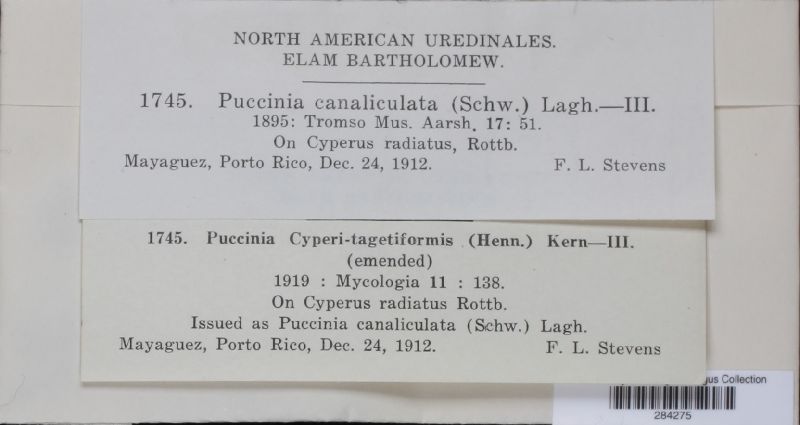 NORTH AMERICAN UREDINALES.
ELAM BARTHOLOMEW.
1745. Puccinia canaliculata (Schw.) Lagh.—III.
1895: Tromso Mus. Aarsh. 17: 51.
On Cyperus radiatus, Rottb.
Mayaguez, Porto Rico, Dec. 24, 1912. F. L. Stevens
1745. Puccinia Cyperi-tagetiformis (Henn.) Kern—III.
(emended)
1919 : Mycologia 11 : 138.
On Cyperus radiatus Rottb.
Issued as Puccinia canaliculata (Schw.) Lagh.
Mayaguez, Porto Rico, Dec. 24, 1912. F. L. Stevens
Collection
284275